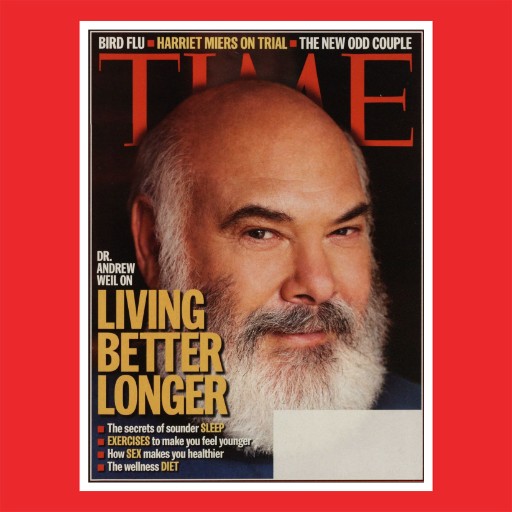 BIRD FLU ■ HARRIET MIERS ON TRIAL ■ THE NEW ODD COUPLE
TIME
DR.
ANDREW
WEIL ON
LIVING
BETTER
LONGER
■ The secrets of sounder SLEEP
■ EXERCISES to make you feel younger
■ How SEX makes you healthier
■ The wellness DIET